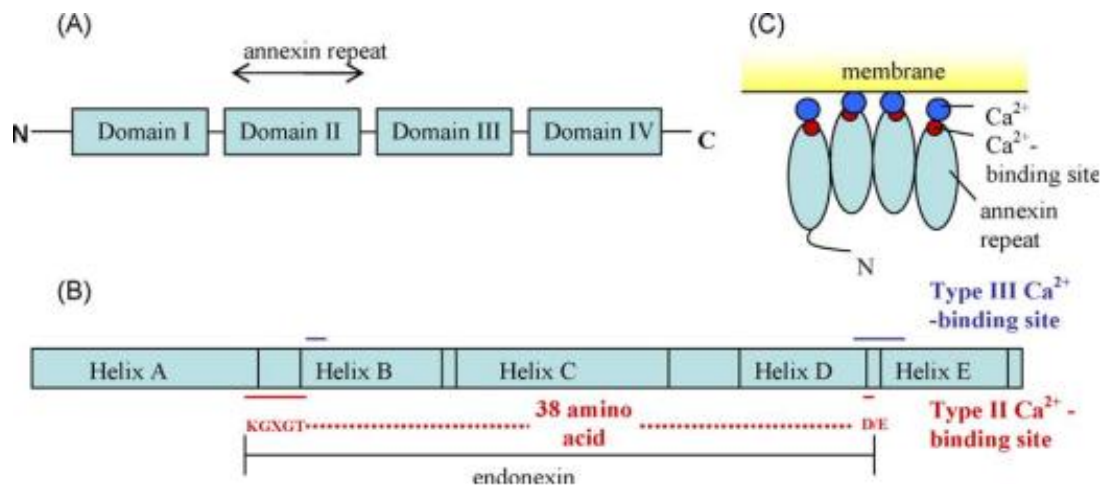 (A)
annexin repeat
N
Domain I
Domain II
Domain III
Domain IV
C
(C)
membrane
Ca²⁺
Ca²⁺-
binding site
annexin
repeat
N
(B)
Type III Ca²⁺
-binding site
Helix A
Helix B
Helix C
Helix D
Helix E
KGXGT
38 amino
acid
D/E
Type II Ca²⁺ -
binding site
endonexin